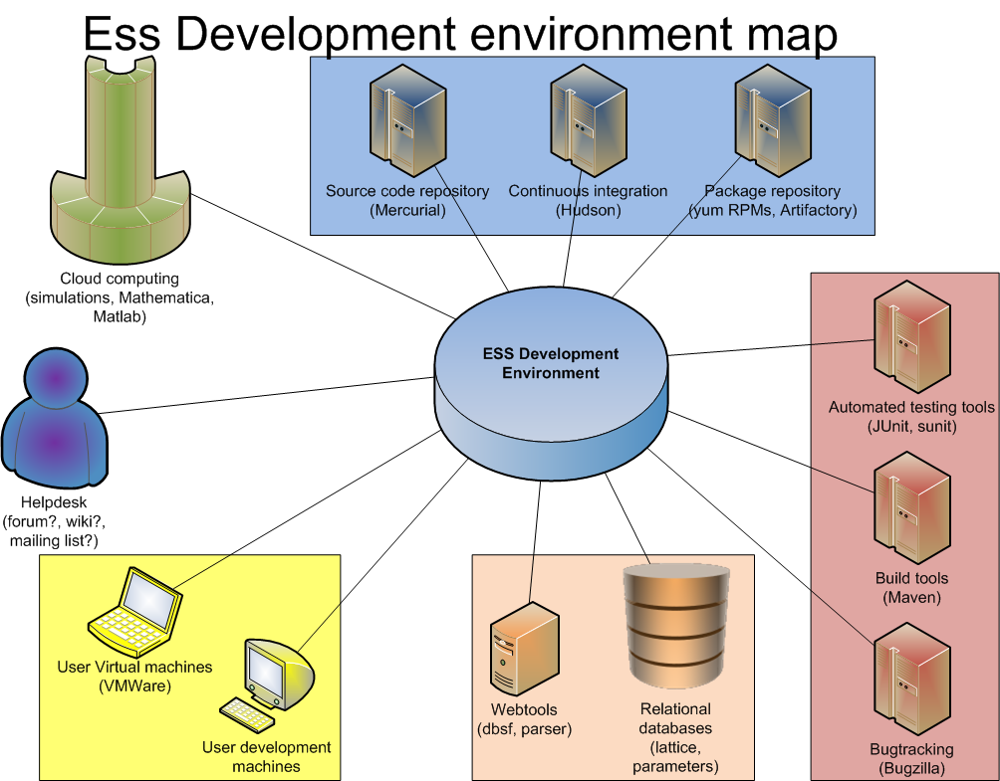 Ess Development environment map
Source code repository
(Mercurial)
Continuous integration
(Hudson)
Package repository
(yum RPMs, Artifactory)
Cloud computing
(simulations, Mathematica,
Matlab)
ESS Development
Environment
Automated testing tools
(JUnit, sunit)
Helpdesk
(forum?, wiki?,
mailing list?)
Build tools
(Maven)
User Virtual machines
(VMWare)
User development
machines
Webtools
(dbsf, parser)
Relational
databases
(lattice,
parameters)
Bugtracking
(Bugzilla)